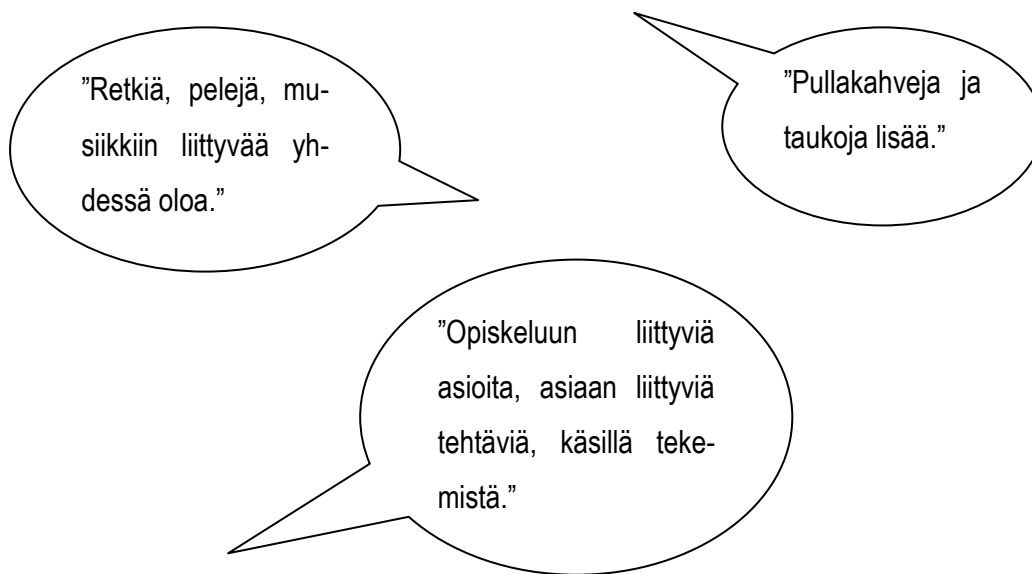 ”Retkiä, pelejä, mu-
siikkiin liittyvää yh-
dessä oloa.”
”Pullakahveja ja
taukoja lisää.”
”Opiskeluun liittyviä
asioita, asiaan liittyviä
tehtäviä, käsillä teke-
mistä.”